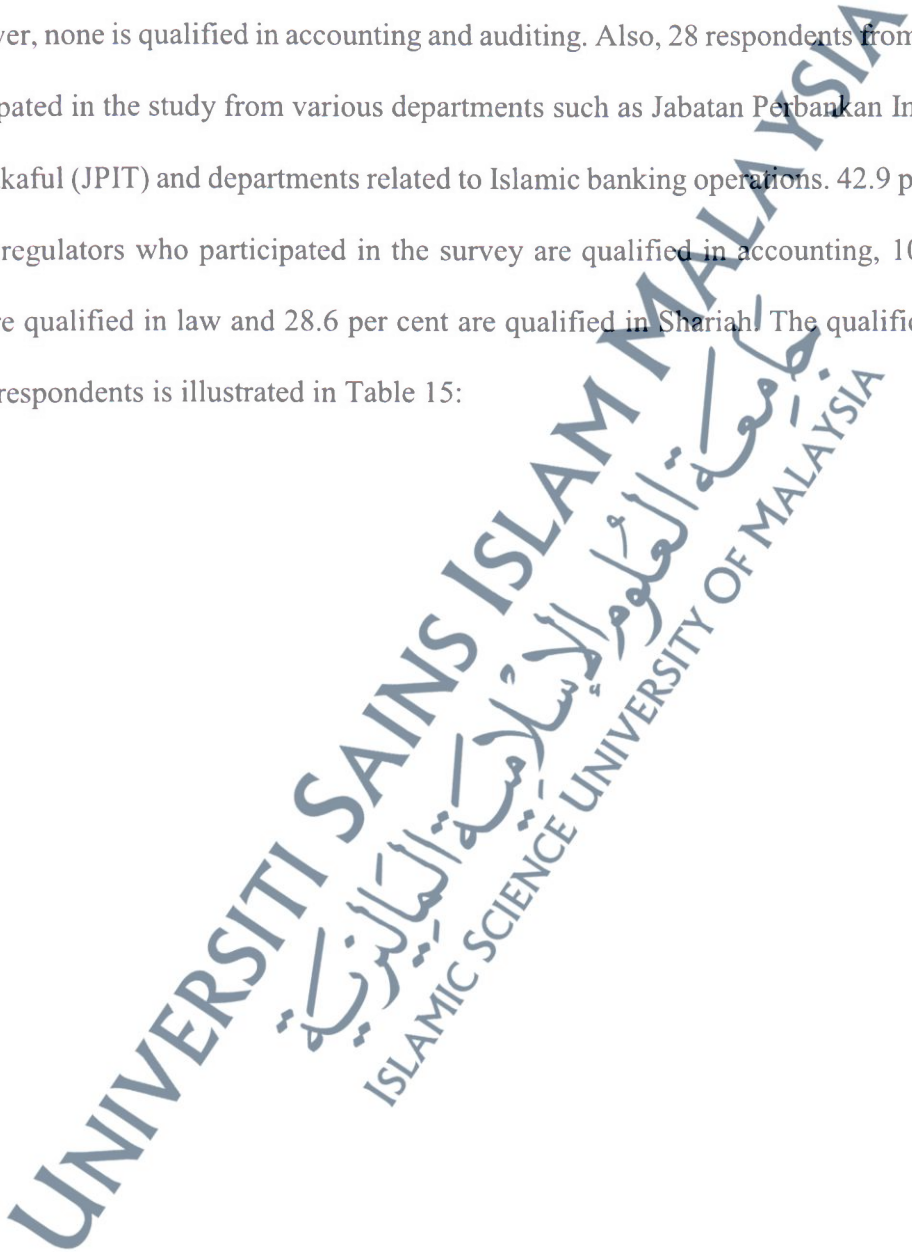 ver, none is qualified in accounting and auditing. Also, 28 respondents from
pated in the study from various departments such as Jabatan Perbankan In
kaful (JPIT) and departments related to Islamic banking operations. 42.9 p
regulators who participated in the survey are qualified in accounting, 10
re qualified in law and 28.6 per cent are qualified in Shariah. The qualific
respondents is illustrated in Table 15:
UNIVERSITI SAINS ISLAM MALAYSIA
جامعة العلوم الإسلامية الماليزية
ISLAMIC SCIENCE UNIVERSITY OF MALAYSIA